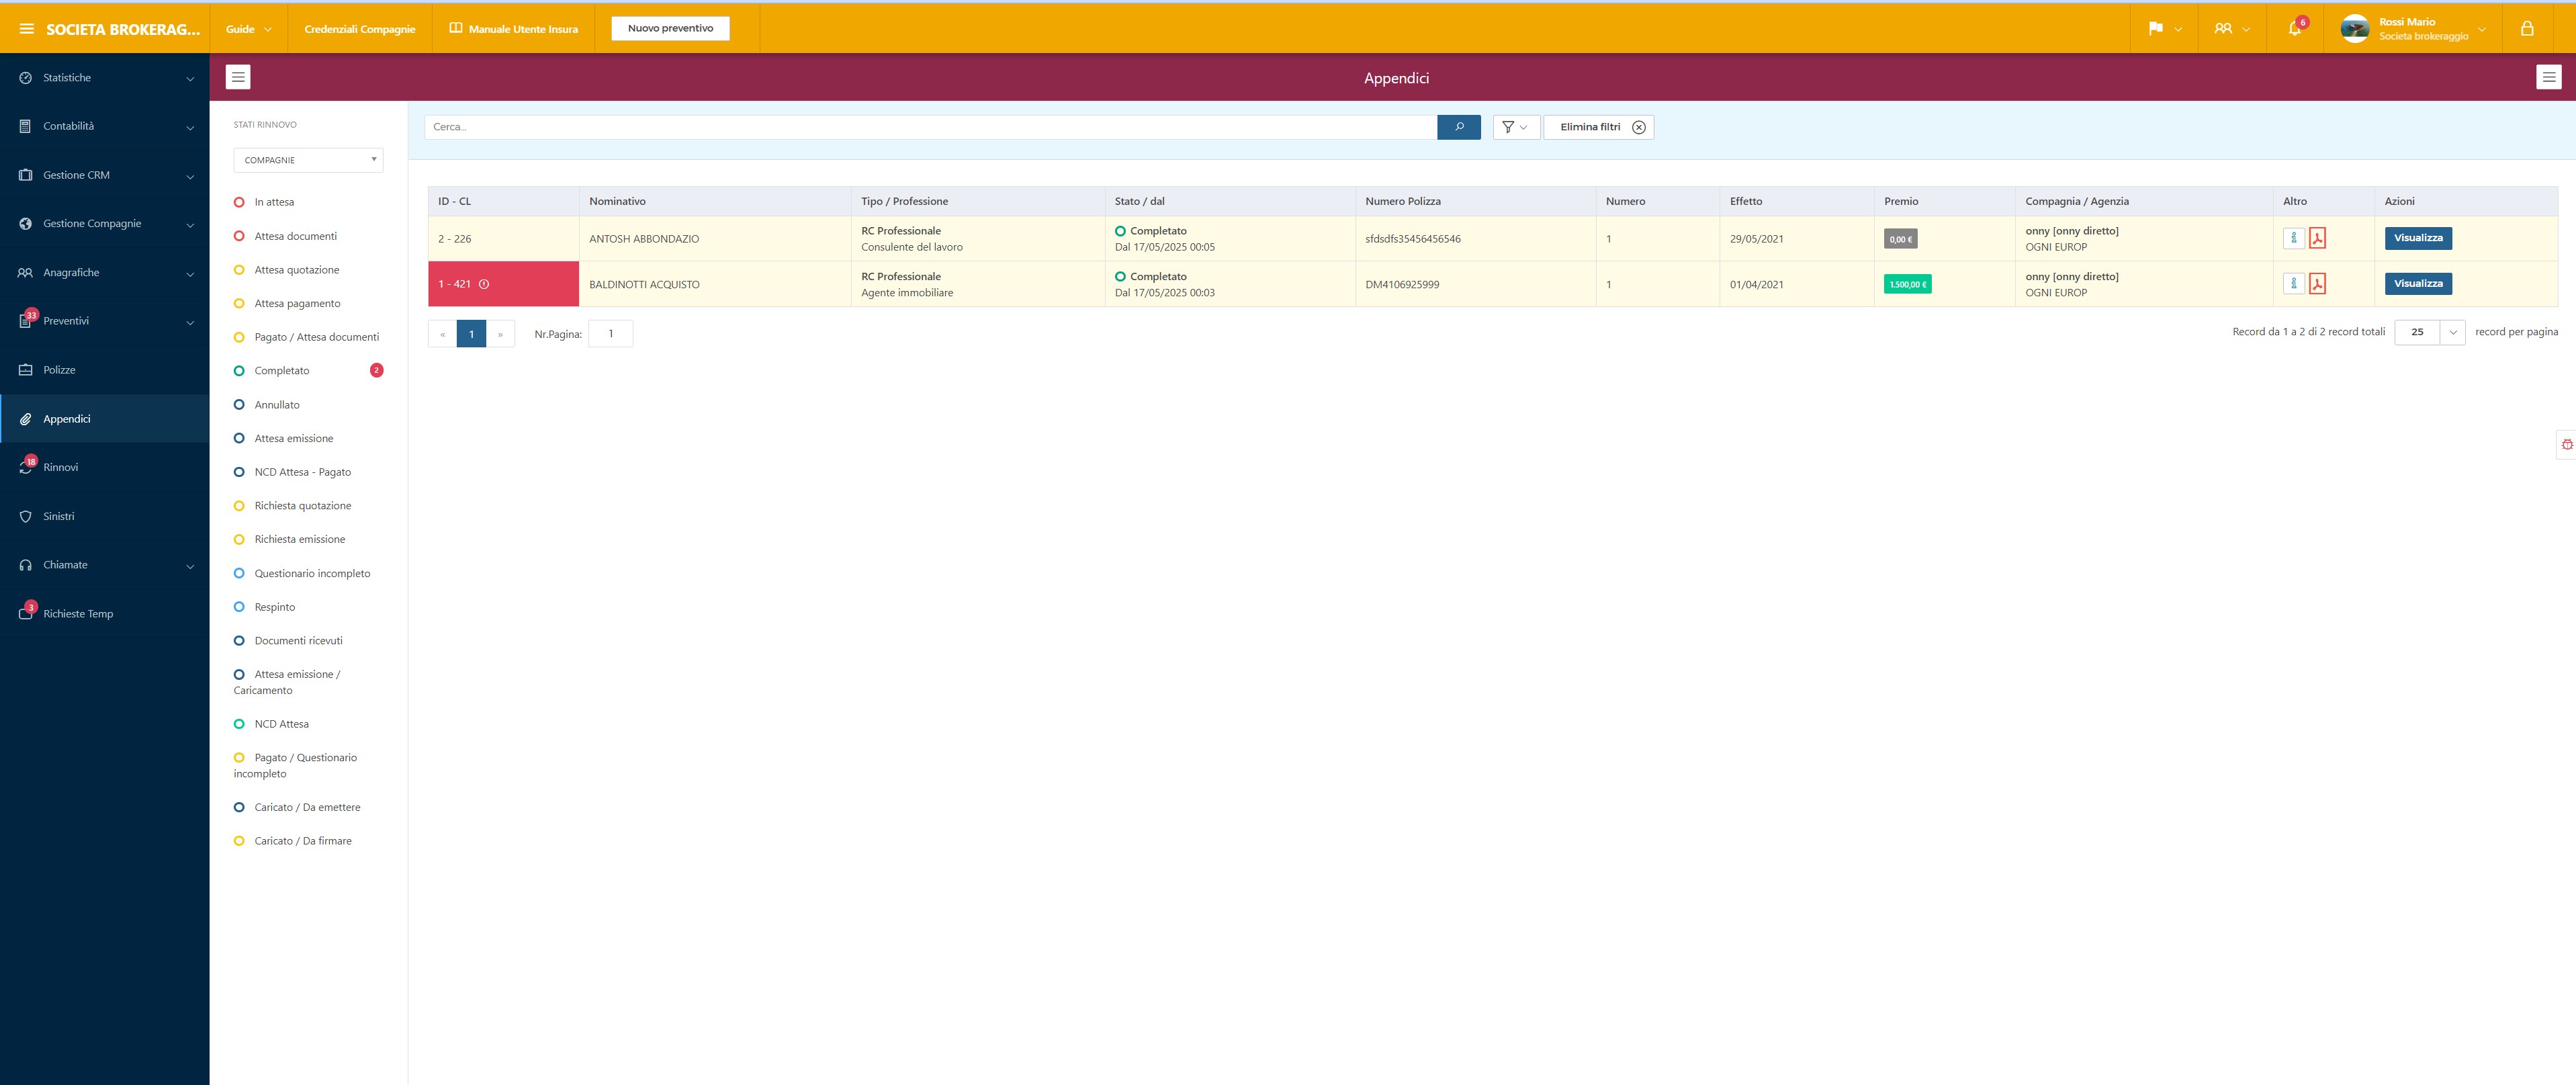 SOCIETA BROKERAG...
Guide
Credenziali Compagnie
Manuale Utente Insura
Nuovo preventivo
6
Rossi Mario
Societa brokeraggio
Statistiche
Contabilità
Gestione CRM
Gestione Compagnie
Anagrafiche
33
Preventivi
Polizze
Appendici
18
Rinnovi
Sinistri
Chiamate
3
Richieste Temp
Appendici
STATI RINNOVO
COMPAGNIE
In attesa
Attesa documenti
Attesa quotazione
Attesa pagamento
Pagato / Attesa documenti
Completato 2
Annullato
Attesa emissione
NCD Attesa - Pagato
Richiesta quotazione
Richiesta emissione
Questionario incompleto
Respinto
Documenti ricevuti
Attesa emissione /
Caricamento
NCD Attesa
Pagato / Questionario
incompleto
Caricato / Da emettere
Caricato / Da firmare
Cerca...
Elimina filtri
ID - CL Nominativo Tipo / Professione Stato / dal Numero Polizza Numero Effetto Premio Compagnia / Agenzia Altro Azioni
2 - 226 ANTOSH ABBONDAZIO RC Professionale Completato sfdsdfs35456456546 1 29/05/2021 0,00 € onny [onny diretto] Visualizza
Consulente del lavoro Dal 17/05/2025 00:05 OGNI EUROP
1 - 421 BALDINOTTI ACQUISTO RC Professionale Completato DM4106925999 1 01/04/2021 1.500,00 € onny [onny diretto] Visualizza
Agente immobiliare Dal 17/05/2025 00:03 OGNI EUROP
« 1 » Nr.Pagina: 1 Record da 1 a 2 di 2 record totali 25 record per pagina